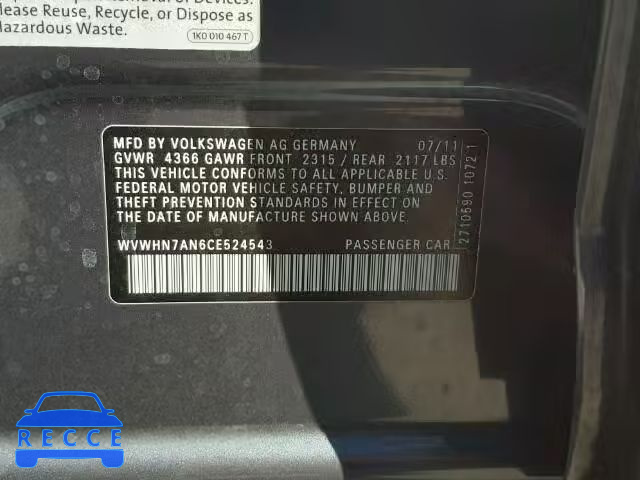 lease Reuse, Recycle, or Dispose as
azardous Waste.
1K0 010 467 T
MFD BY VOLKSWAGEN AG GERMANY 07/11
GVWR 4366 GAWR FRONT 2315 / REAR 2117 LBS
THIS VEHICLE CONFORMS TO ALL APPLICABLE U.S.
FEDERAL MOTOR VEHICLE SAFETY, BUMPER AND
THEFT PREVENTION STANDARDS IN EFFECT ON
THE DATE OF MANUFACTURE SHOWN ABOVE.
WVWHN7AN6CE524543 PASSENGER CAR
2710690 1072 1
RECCE